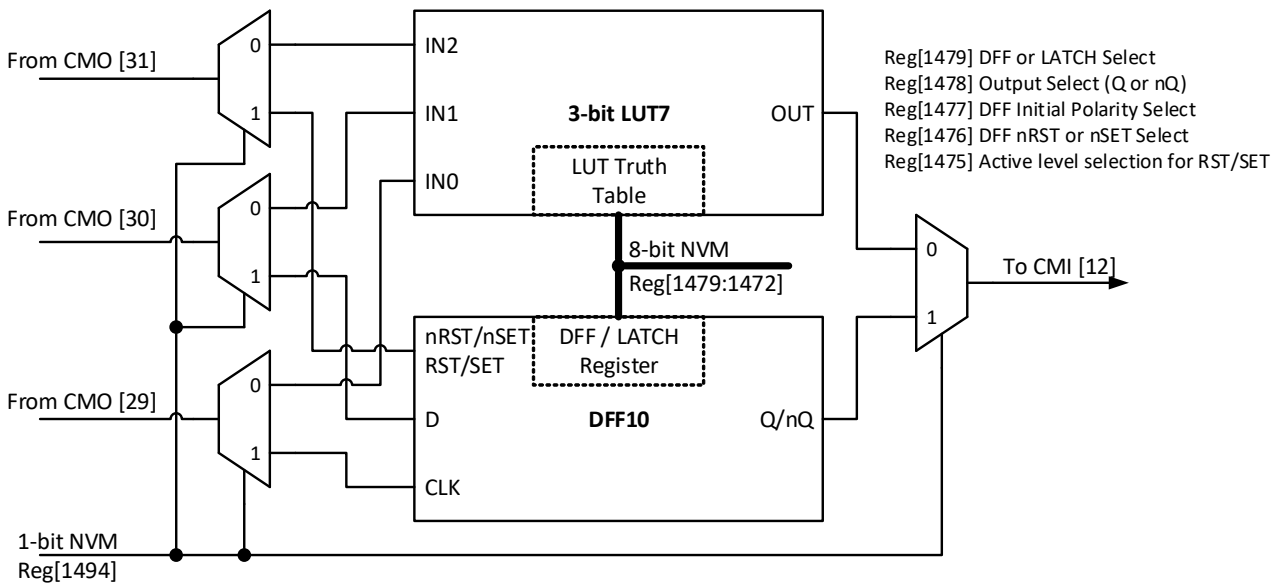 From CMO [31]
0
1
IN2
IN1
IN0
3-bit LUT7
OUT
LUT Truth
Table
Reg[1479] DFF or LATCH Select
Reg[1478] Output Select (Q or nQ)
Reg[1477] DFF Initial Polarity Select
Reg[1476] DFF nRST or nSET Select
Reg[1475] Active level selection for RST/SET
From CMO [30]
0
1
8-bit NVM
Reg[1479:1472]
0
1
To CMI [12]
From CMO [29]
0
1
nRST/nSET
RST/SET
D
CLK
DFF / LATCH
Register
DFF10
Q/nQ
1-bit NVM
Reg[1494]